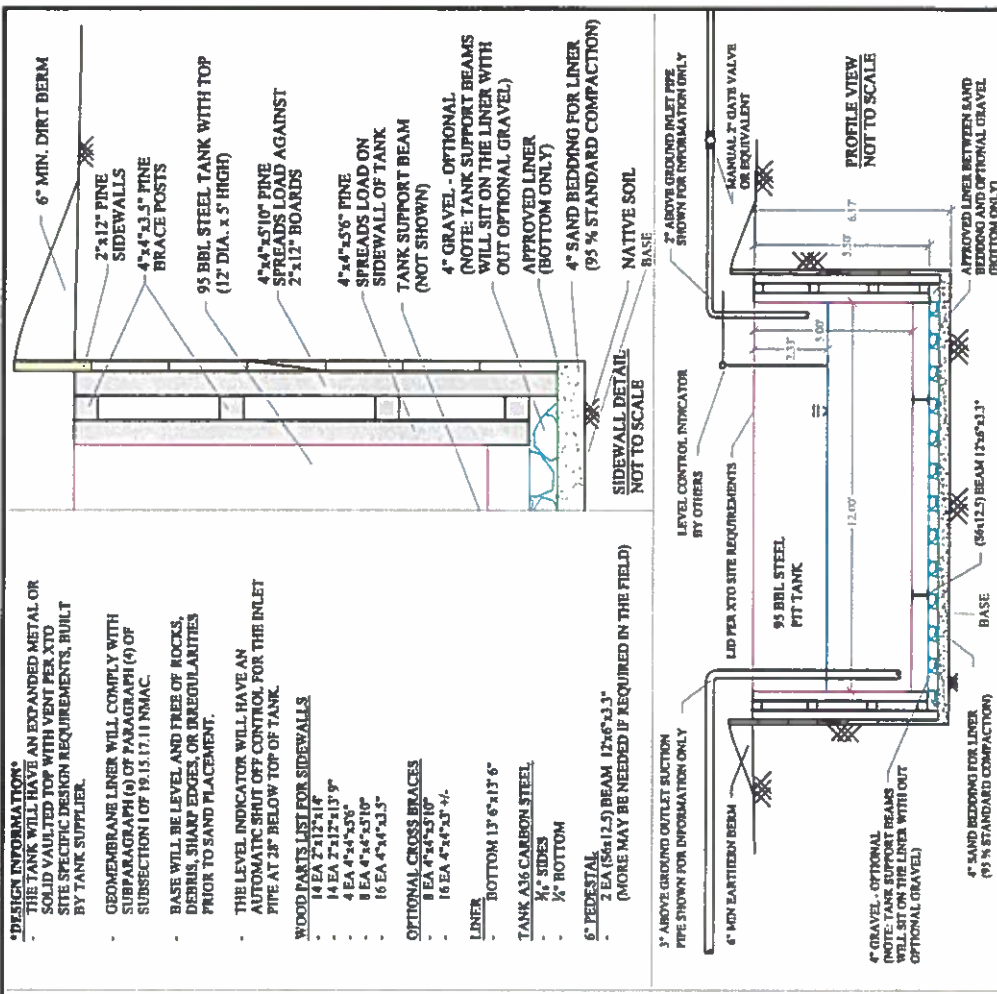 *DESIGN INFORMATION*
- THE TANK WILL HAVE AN EXPANDED METAL OR
SOLID VAULTED TOP WITH VENT PER XTO
SITE SPECIFIC DESIGN REQUIREMENTS, BUILT
BY TANK SUPPLIER.
- GEOMEMBRANE LINER WILL COMPLY WITH
SUBPARAGRAPH (a) OF PARAGRAPH (4) OF
SUBSECTION I OF 19.15.17.11 NMAC.
- BASE WILL BE LEVEL AND FREE OF ROCKS,
DEBRIS, SHARP EDGES, OR IRREGULARITIES
PRIOR TO SAND PLACEMENT.
- THE LEVEL INDICATOR WILL HAVE AN
AUTOMATIC SHUT OFF CONTROL FOR THE INLET
PIPE AT 28" BELOW TOP OF TANK.
WOOD PARTS LIST FOR SIDEWALLS
- 14 EA 2"x12"x14'
- 14 EA 2"x12"x13'9"
- 4 EA 4"x4"x5'6"
- 8 EA 4"x4"x5'10"
- 16 EA 4"x4"x3.5"
OPTIONAL CROSS BRACES
- 8 EA 4"x4"x5'10"
- 16 EA 4"x4"x3' +/-
LINER
- BOTTOM 13' 6"x13' 6"
TANK A36 CARBON STEEL
- 3/16" SIDES
- 1/4" BOTTOM
6" PEDESTAL
- 2 EA (S6x12.5) BEAM 12'x6"x3.3"
(MORE MAY BE NEEDED IF REQUIRED IN THE FIELD)
6" MIN. DIRT BERM
2"x12" PINE
SIDEWALLS
4"x4"x3.5" PINE
BRACE POSTS
95 BBL STEEL TANK WITH TOP
(12' DIA. x 5' HIGH)
4"x4"x5'10" PINE
SPREADS LOAD AGAINST
2"x12" BOARDS
4"x4"x5'6" PINE
SPREADS LOAD ON
SIDEWALL OF TANK
TANK SUPPORT BEAM
(NOT SHOWN)
4" GRAVEL - OPTIONAL
(NOTE: TANK SUPPORT BEAMS
WILL SIT ON THE LINER WITH
OUT OPTIONAL GRAVEL)
APPROVED LINER
(BOTTOM ONLY)
4" SAND BEDDING FOR LINER
(95 % STANDARD COMPACTION)
NATIVE SOIL
BASE
SIDEWALL DETAIL
NOT TO SCALE
3" ABOVE GROUND OUTLET SUCTION
PIPE SHOWN FOR INFORMATION ONLY
6" MIN EARTHERN BERM
LID PER XTO SITE REQUIREMENTS
LEVEL CONTROL INDICATOR
BY OTHERS
2" ABOVE GROUND INLET PIPE
SHOWN FOR INFORMATION ONLY
MANUAL 2" GATE VALVE
OR EQUIVALENT
95 BBL STEEL
PIT TANK
12.00'
2.33'
5.00'
5.50'
6.17'
PROFILE VIEW
NOT TO SCALE
4" GRAVEL - OPTIONAL
(NOTE: TANK SUPPORT BEAMS
WILL SIT ON THE LINER WITH OUT
OPTIONAL GRAVEL)
4" SAND BEDDING FOR LINER
(95 % STANDARD COMPACTION)
BASE
(S6x12.5) BEAM 12'x6"x3.3"
APPROVED LINER BETWEEN SAND
BEDDING AND OPTIONAL GRAVEL
(BOTTOM ONLY)